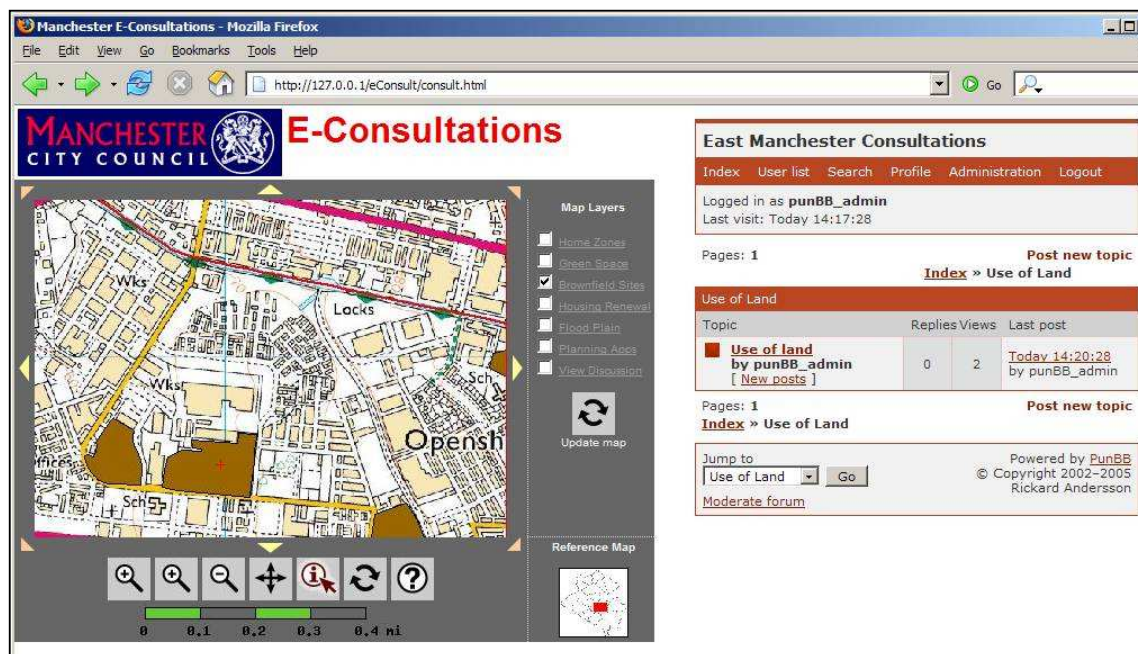 Manchester E-Consultations - Mozilla Firefox
File Edit View Go Bookmarks Tools Help
http://127.0.0.1/eConsult/consult.html
Go
MANCHESTER
CITY COUNCIL
E-Consultations
Map Layers
Home Zones
Green Space
Brownfield Sites
Housing Renewal
Flood Plain
Planning Apps
View Discussion
Update map
Wks
Locks
Wks
Sch
Opensh
offices
Sch
Reference Map
0 0.1 0.2 0.3 0.4 mi
East Manchester Consultations
Index User list Search Profile Administration Logout
Logged in as punBB_admin
Last visit: Today 14:17:28
Pages: 1 Post new topic
Index » Use of Land
Use of Land
Topic Replies Views Last post
Use of land 0 2 Today 14:20:28
by punBB_admin by punBB_admin
[ New posts ]
Pages: 1 Post new topic
Index » Use of Land
Jump to Powered by PunBB
Use of Land Go © Copyright 2002–2005
Rickard Andersson
Moderate forum